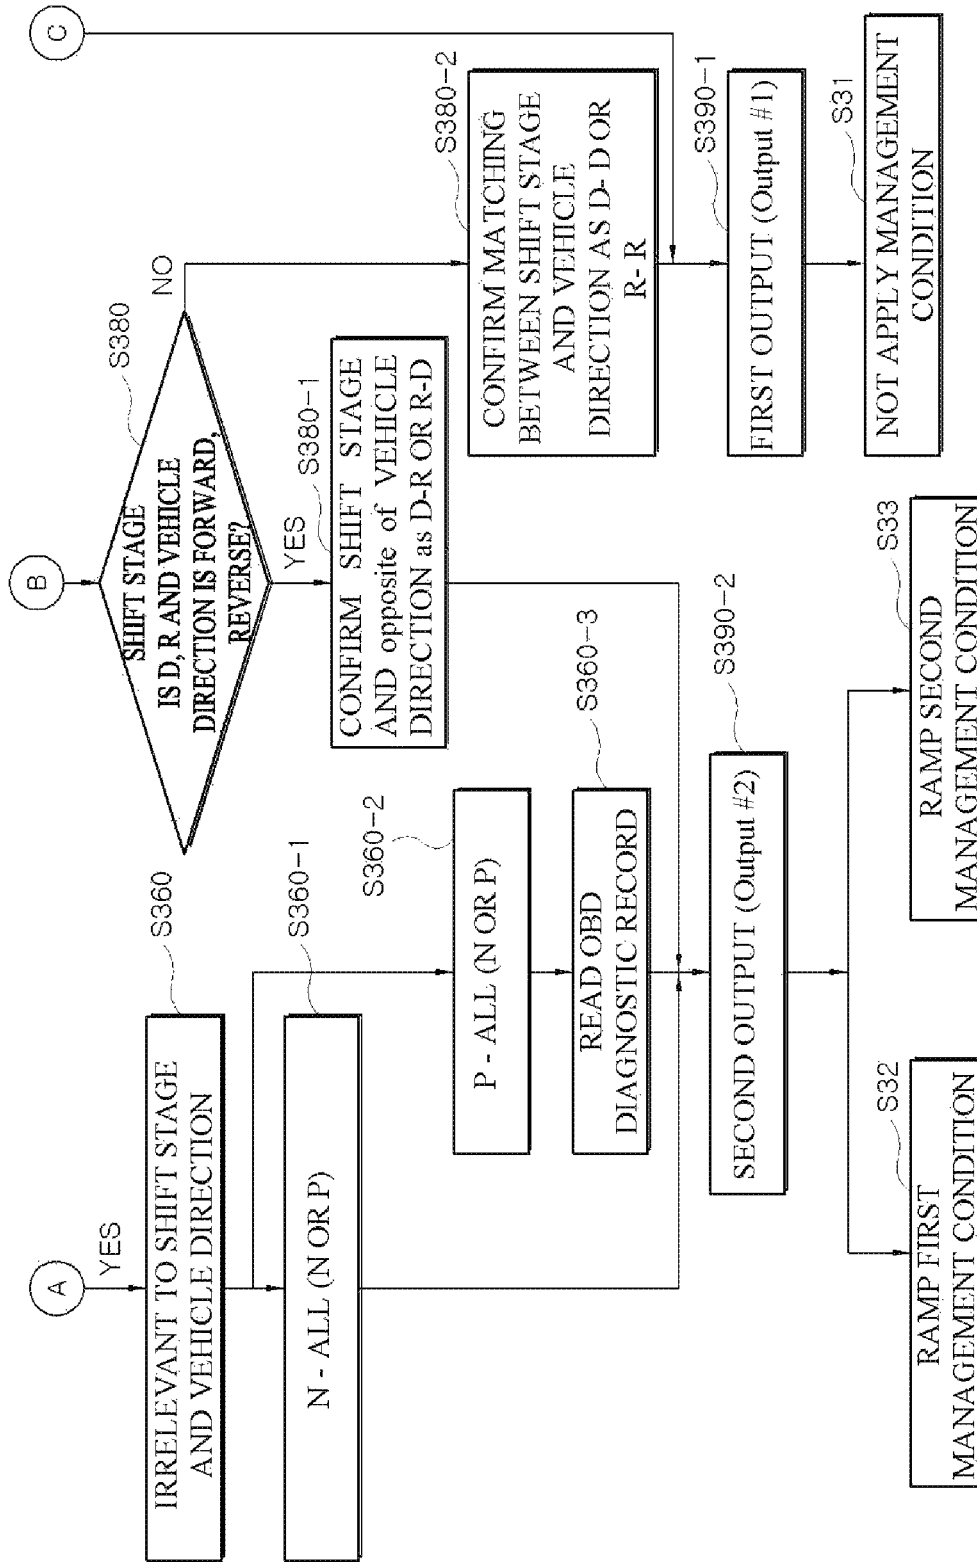 A
YES
S360
IRRELEVANT TO SHIFT STAGE
AND VEHICLE DIRECTION
S360-1
N - ALL (N OR P)
S360-2
P - ALL (N OR P)
S360-3
READ OBD
DIAGNOSTIC RECORD
B
S380
SHIFT STAGE
IS D, R AND VEHICLE
DIRECTION IS FORWARD,
REVERSE?
YES
NO
S380-1
CONFIRM SHIFT STAGE
AND opposite of VEHICLE
DIRECTION as D-R OR R-D
S380-2
CONFIRM MATCHING
BETWEEN SHIFT STAGE
AND VEHICLE
DIRECTION AS D- D OR
R- R
C
S390-1
FIRST OUTPUT (Output #1)
S31
NOT APPLY MANAGEMENT
CONDITION
S390-2
SECOND OUTPUT (Output #2)
S32
RAMP FIRST
MANAGEMENT CONDITION
S33
RAMP SECOND
MANAGEMENT CONDITION